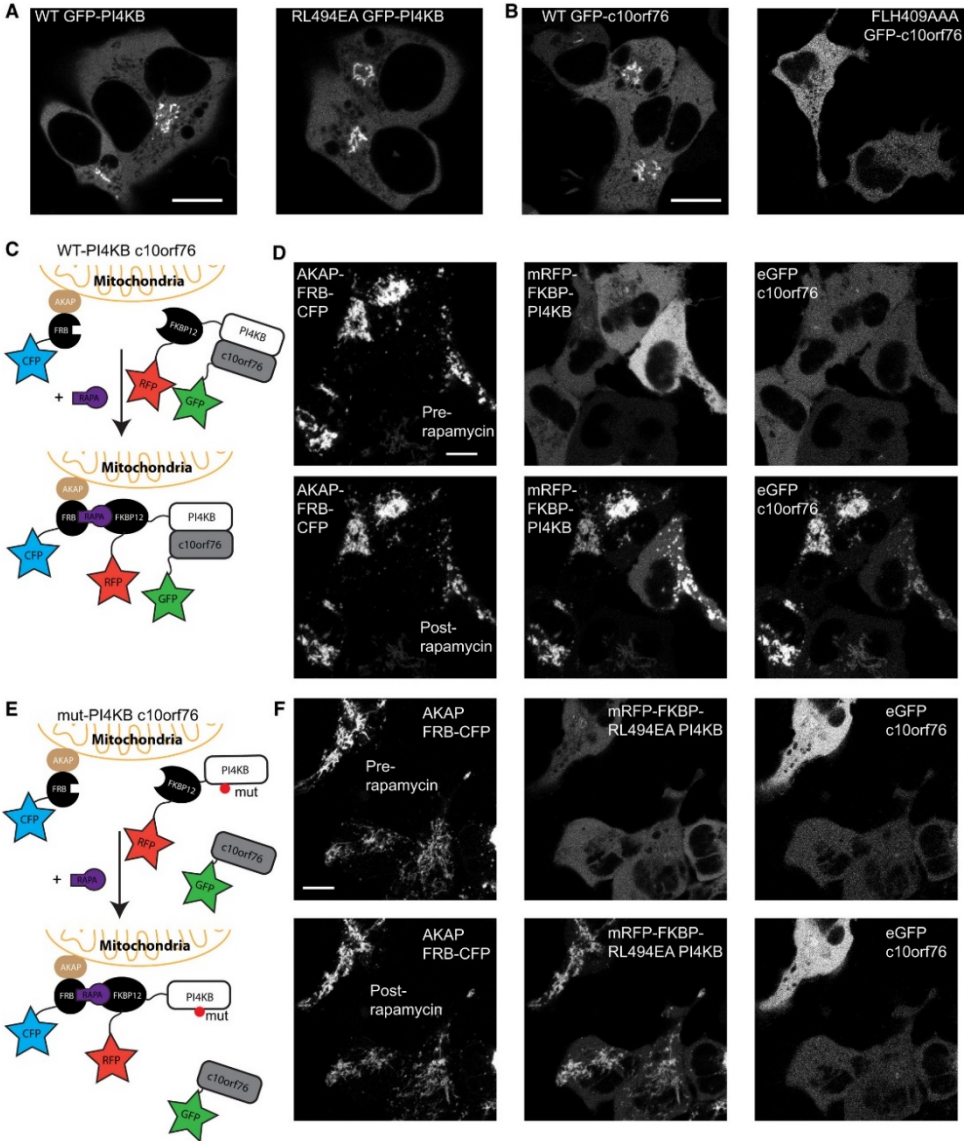 A
WT GFP-PI4KB
RL494EA GFP-PI4KB
B
WT GFP-c10orf76
FLH409AAA
GFP-c10orf76
C
WT-PI4KB c10orf76
Mitochondria
AKAP
FRB
CFP
+ RAPA
FKBP12
PI4KB
c10orf76
RFP
GFP
Mitochondria
AKAP
FRB
RAPA
FKBP12
PI4KB
c10orf76
CFP
RFP
GFP
D
AKAP-
FRB-
CFP
Pre-
rapamycin
mRFP-
FKBP-
PI4KB
eGFP
c10orf76
AKAP-
FRB-
CFP
Post-
rapamycin
mRFP-
FKBP-
PI4KB
eGFP
c10orf76
E
mut-PI4KB c10orf76
Mitochondria
AKAP
FRB
CFP
+ RAPA
FKBP12
PI4KB
mut
RFP
c10orf76
GFP
Mitochondria
AKAP
FRB
RAPA
FKBP12
PI4KB
mut
CFP
RFP
c10orf76
GFP
F
AKAP
FRB-CFP
Pre-
rapamycin
mRFP-FKBP-
RL494EA PI4KB
eGFP
c10orf76
AKAP
FRB-CFP
Post-
rapamycin
mRFP-FKBP-
RL494EA PI4KB
eGFP
c10orf76